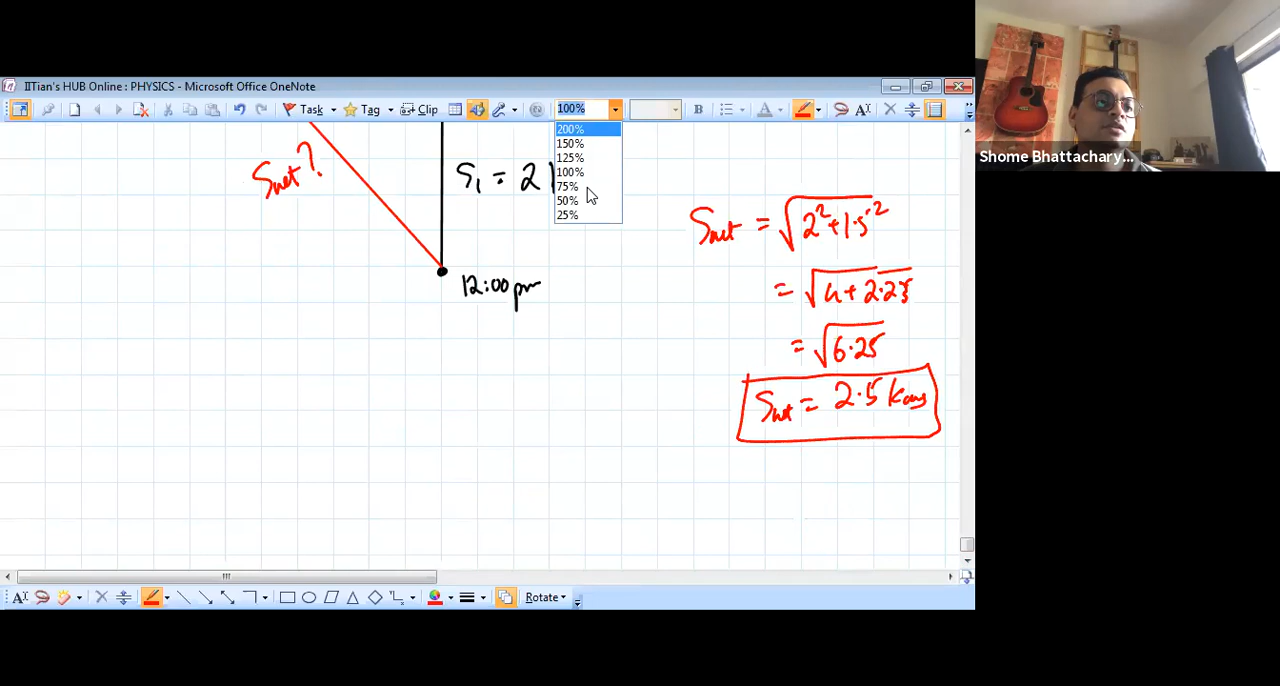 IITian's HUB Online : PHYSICS - Microsoft Office OneNote
Task
Tag
Clip
100%
B
A
200%
150%
125%
100%
75%
50%
25%
Snet?
S₁ = 2
12:00pm
Snet = √2²+1.5²
= √4+2.25
= √6.25
Snet = 2.5 kms
Rotate
Shome Bhattachary...